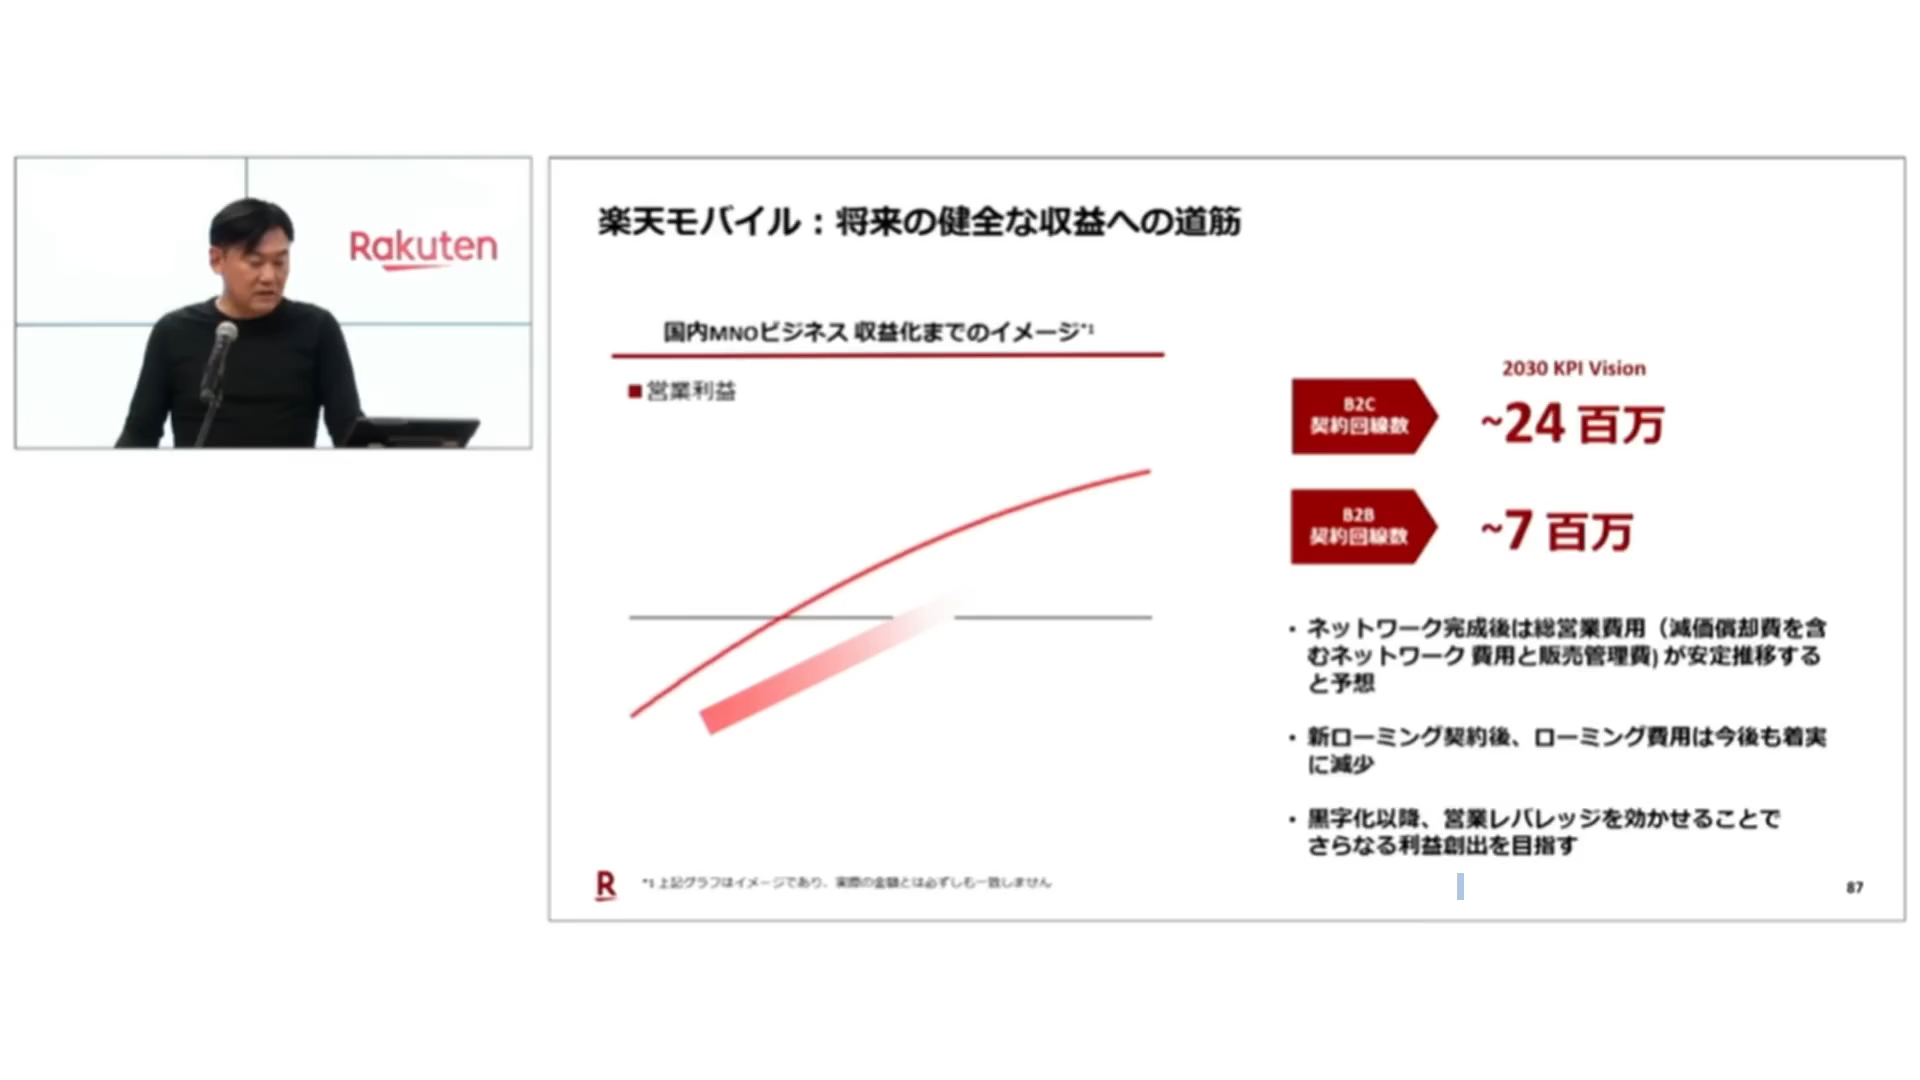 Rakuten
楽天モバイル：将来の健全な収益への道筋
国内MNOビジネス 収益化までのイメージ*1
営業利益
2030 KPI Vision
B2C
契約回線数
~24 百万
B2B
契約回線数
~7 百万
・ネットワーク完成後は総営業費用（減価償却費を含
むネットワーク 費用と販売管理費) が安定推移する
と予想
・新ローミング契約後、ローミング費用は今後も着実
に減少
・黒字化以降、営業レバレッジを効かせることで
さらなる利益創出を目指す
R
*1 上記グラフはイメージであり、実際の金額とは必ずしも一致しません
87